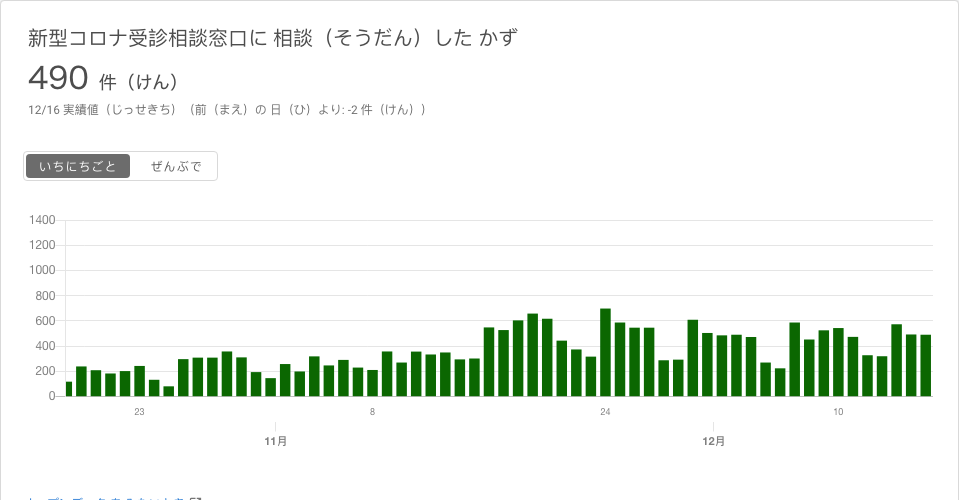 新型コロナ受診相談窓口に 相談（そうだん）した かず
490 件（けん）
12/16 実績値（じっせきち）（前（まえ）の 日（ひ）より: -2 件（けん））
いちにちごと ぜんぶで
1400
1200
1000
800
600
400
200
0
23 8 24 10
11月 12月